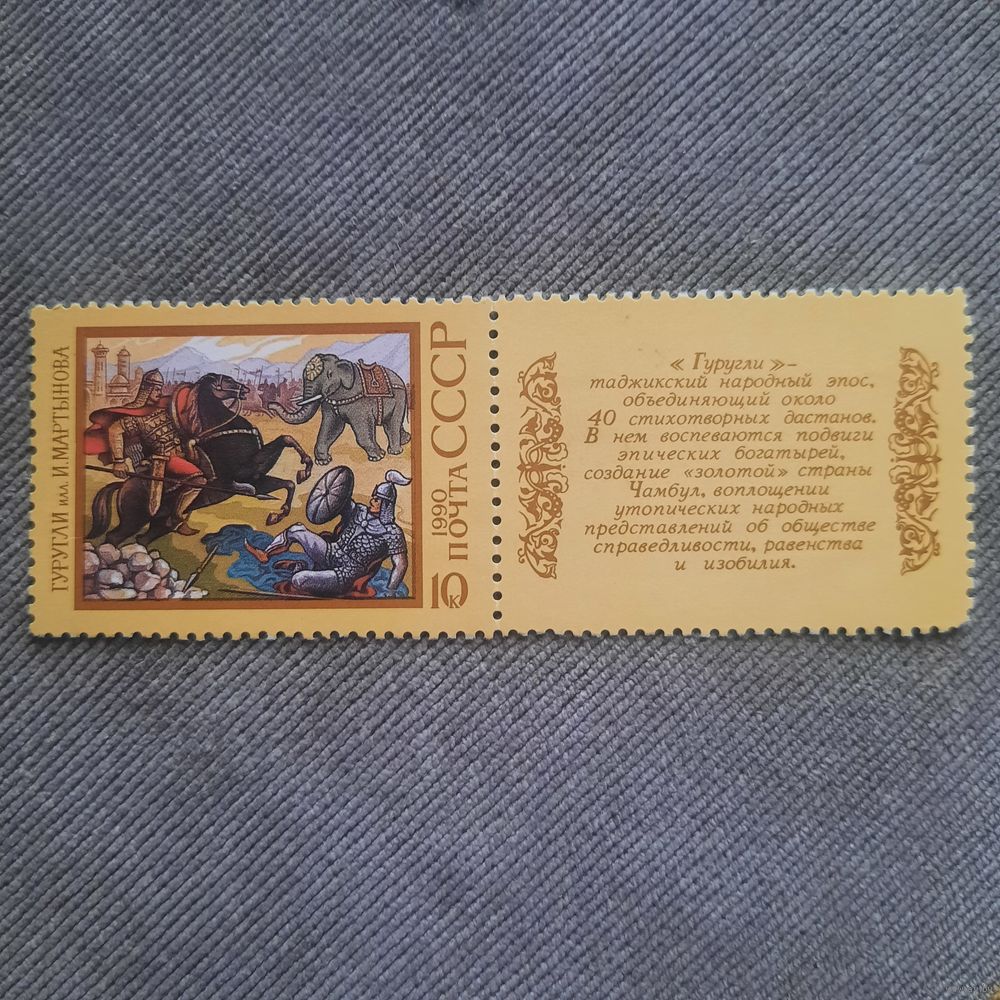 ГУРУГЛИ ИЛЛ. И.МАРТЫНОВА
1990
ПОЧТА СССР
10к
« Гуругли »–
таджикский народный эпос,
объединяющий около
40 стихотворных дастанов.
В нем воспеваются подвиги
эпических богатырей,
создание «золотой» страны
Чамбул, воплощении
утопических народных
представлений об обществе
справедливости, равенства
и изобилия.